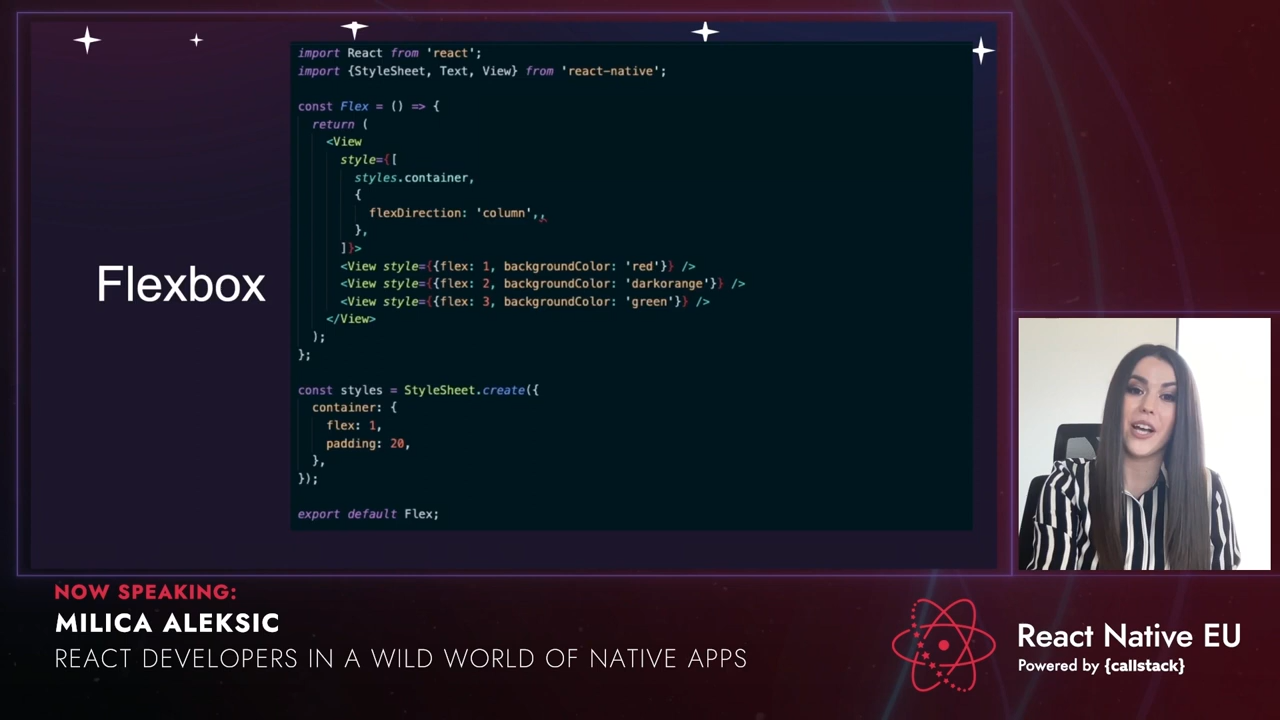 Flexbox
import React from 'react';
import {StyleSheet, Text, View} from 'react-native';
const Flex = () => {
return (
<View
style={[
styles.container,
{
flexDirection: 'column',,
},
]}>
<View style={{flex: 1, backgroundColor: 'red'}} />
<View style={{flex: 2, backgroundColor: 'darkorange'}} />
<View style={{flex: 3, backgroundColor: 'green'}} />
</View>
);
};
const styles = StyleSheet.create({
container: {
flex: 1,
padding: 20,
},
});
export default Flex;
NOW SPEAKING:
MILICA ALEKSIC
REACT DEVELOPERS IN A WILD WORLD OF NATIVE APPS
React Native EU
Powered by {callstack}